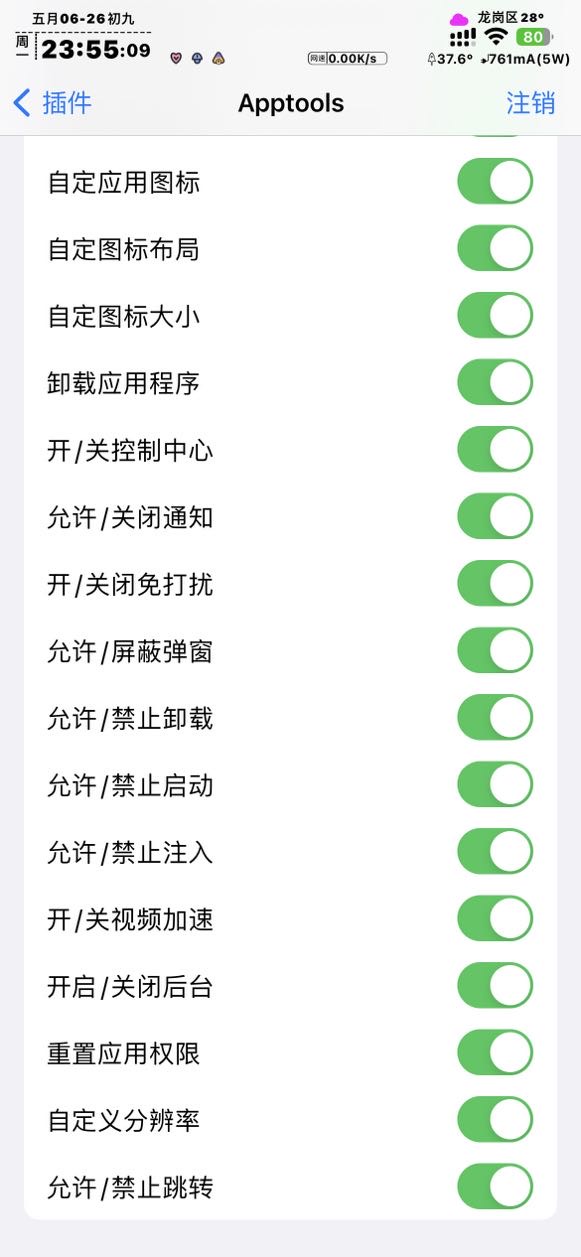 五月06-26初九
龙岗区28°
周一
23:55:09
80
网速0.00K/s
37.6° 761mA(5W)
插件
Apptools
注销
自定应用图标
自定图标布局
自定图标大小
卸载应用程序
开/关控制中心
允许/关闭通知
开/关闭免打扰
允许/屏蔽弹窗
允许/禁止卸载
允许/禁止启动
允许/禁止注入
开/关视频加速
开启/关闭后台
重置应用权限
自定义分辨率
允许/禁止跳转